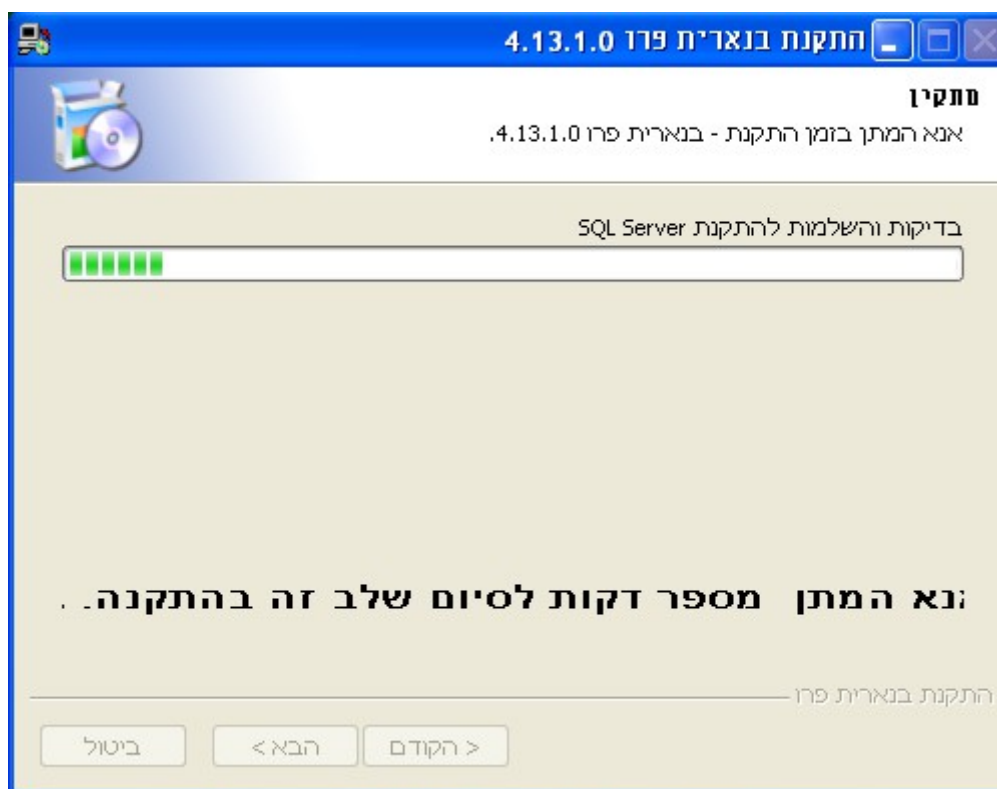 התקנת בנארית פרו 4.13.1.0
מתקין
אנא המתן בזמן התקנת - בנארית פרו 4.13.1.0.
בדיקות והשלמות להתקנת SQL Server
המתן מספר דקות לסיום שלב זה בהתקנה. .
התקנת בנארית פרו
< הקודם
הבא >
ביטול